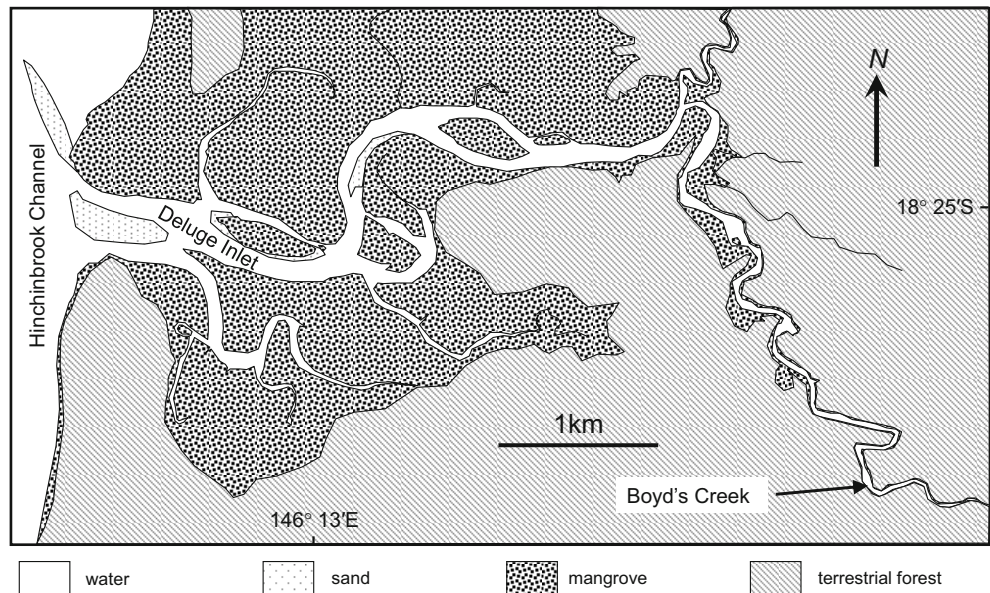 N
Hinchinbrook Channel
Deluge Inlet
18° 25'S
1km
Boyd's Creek
146° 13'E
water
sand
mangrove
terrestrial forest